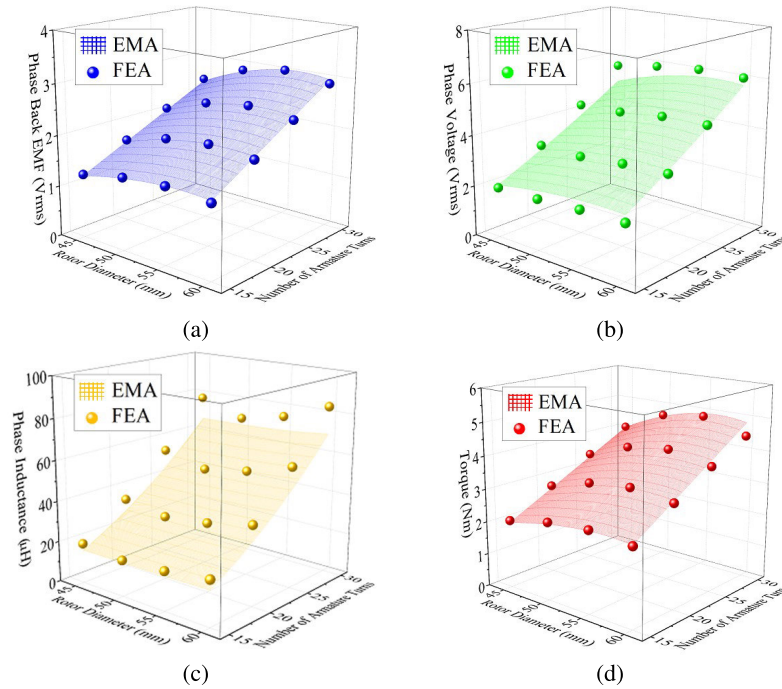 4
3
2
1
0
Phase Back EMF (Vrms)
EMA
FEA
45
50
55
60
Rotor Diameter (mm)
15
20
25
30
Number of Armature Turns
(a)
8
6
4
2
0
Phase Voltage (Vrms)
EMA
FEA
45
50
55
60
Rotor Diameter (mm)
15
20
25
30
Number of Armature Turns
(b)
100
80
60
40
20
0
Phase Inductance (uH)
EMA
FEA
45
50
55
60
Rotor Diameter (mm)
15
20
25
30
Number of Armature Turns
(c)
6
5
4
3
2
1
0
Torque (Nm)
EMA
FEA
45
50
55
60
Rotor Diameter (mm)
15
20
25
30
Number of Armature Turns
(d)